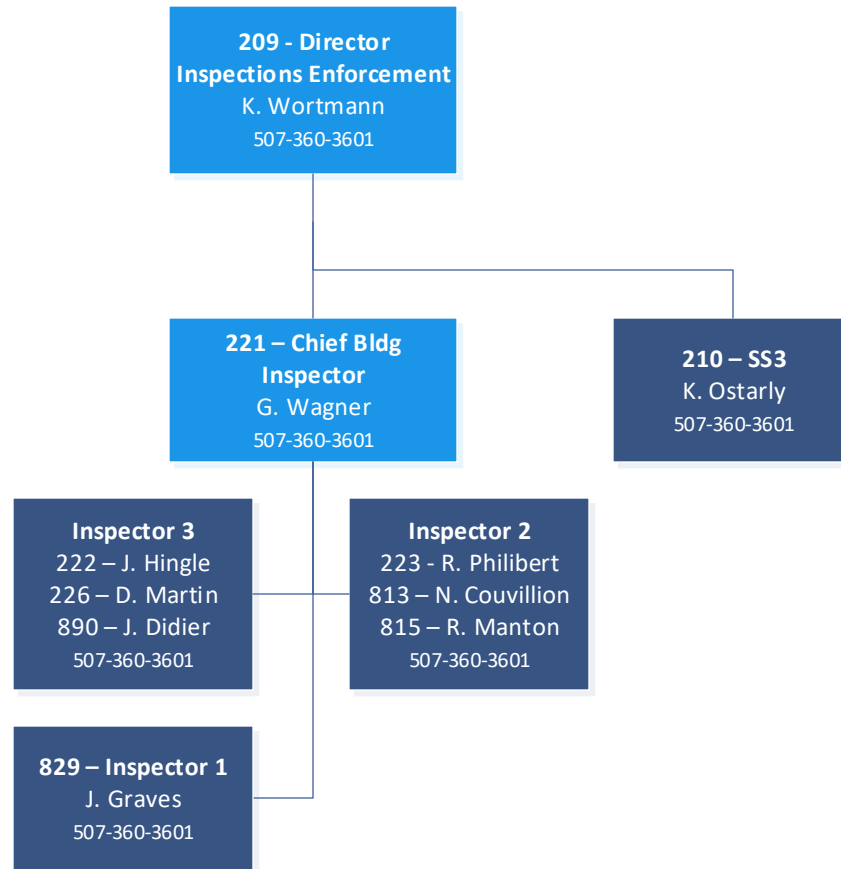 209 - Director
Inspections Enforcement
K. Wortmann
507-360-3601
221 – Chief Bldg
Inspector
G. Wagner
507-360-3601
210 – SS3
K. Ostarly
507-360-3601
Inspector 3
222 – J. Hingle
226 – D. Martin
890 – J. Didier
507-360-3601
Inspector 2
223 - R. Philibert
813 – N. Couvillion
815 – R. Manton
507-360-3601
829 – Inspector 1
J. Graves
507-360-3601